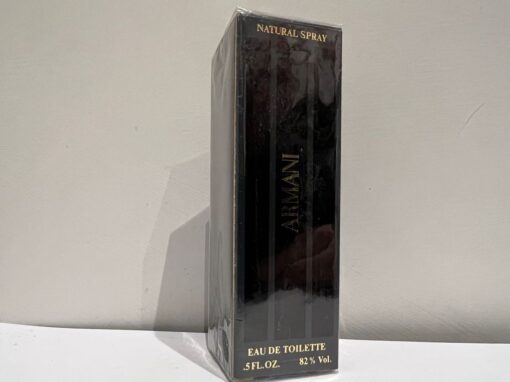 NATURAL SPRAY
ARMANI
EAU DE TOILETTE
.5 FL.OZ. 82% Vol.